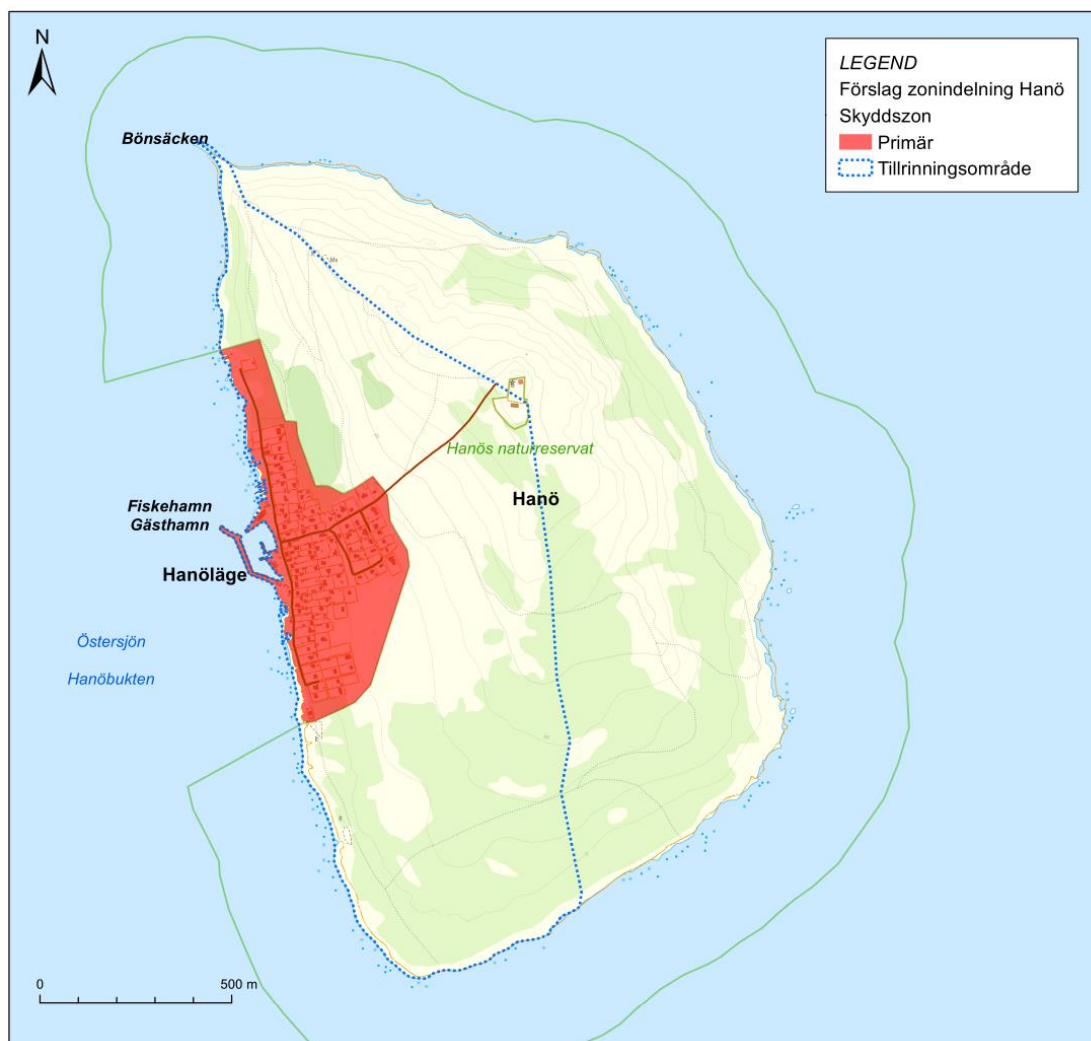 N
LEGEND
Förslag zonindelning Hanö
Skyddszon
Primär
Tillrinningsområde
Bönsäcken
Hanös naturreservat
Hanö
Fiskehamn
Gästhamn
Hanöläge
Östersjön
Hanöbukten
0 500 m